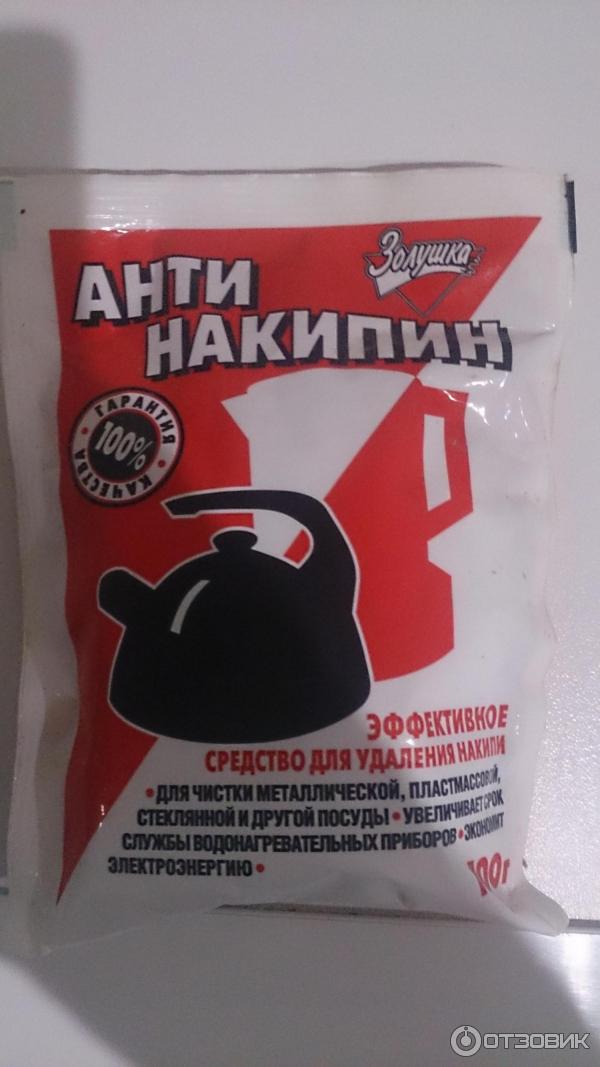 Золушка
АНТИ
НАКИПИН
ГАРАНТИЯ
100%
КАЧЕСТВА
ЭФФЕКТИВНОЕ
СРЕДСТВО ДЛЯ УДАЛЕНИЯ НАКИПИ
•ДЛЯ ЧИСТКИ МЕТАЛЛИЧЕСКОЙ, ПЛАСТМАССОВОЙ,
СТЕКЛЯННОЙ И ДРУГОЙ ПОСУДЫ •УВЕЛИЧИВАЕТ СРОК
СЛУЖБЫ ВОДОНАГРЕВАТЕЛЬНЫХ ПРИБОРОВ •ЭКОНОМИТ
ЭЛЕКТРОЭНЕРГИЮ •
100г
ОТЗОВИК